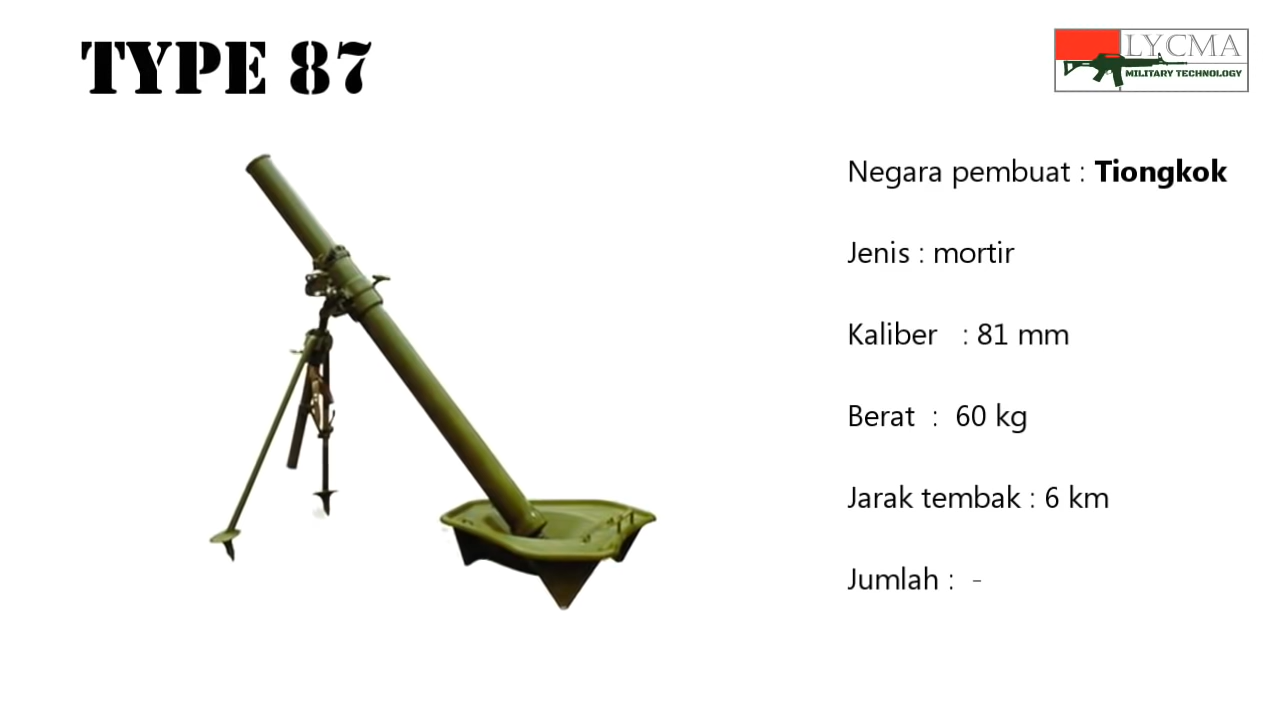 TYPE 87
LYCMA
MILITARY TECHNOLOGY
Negara pembuat : Tiongkok
Jenis : mortir
Kaliber : 81 mm
Berat : 60 kg
Jarak tembak : 6 km
Jumlah : -